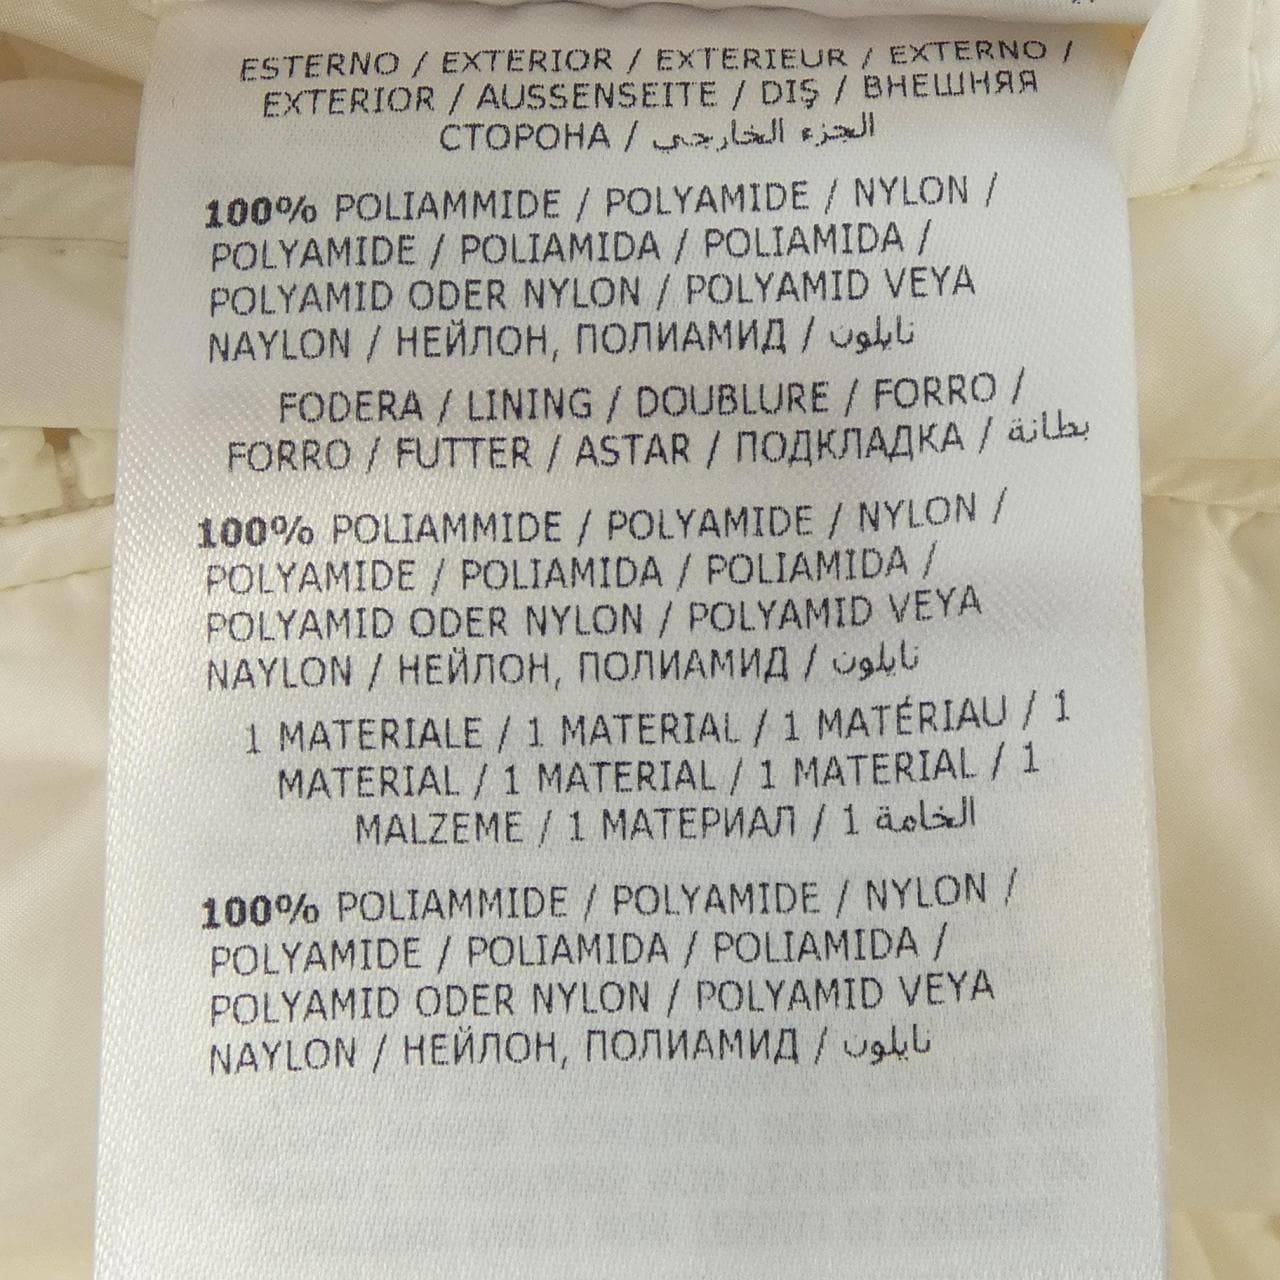 ESTERNO / EXTERIOR / EXTERIEUR / EXTERNO /
EXTERIOR / AUSSENSEITE / DIŞ / ВНЕШНЯЯ
СТОРОНА / الجزء الخارجي
100% POLIAMMIDE / POLYAMIDE / NYLON /
POLYAMIDE / POLIAMIDA / POLIAMIDA /
POLYAMID ODER NYLON / POLYAMID VEYA
NAYLON / НЕЙЛОН, ПОЛИАМИД / نايلون
FODERA / LINING / DOUBLURE / FORRO /
FORRO / FUTTER / ASTAR / ПОДКЛАДКА / بطانة
100% POLIAMMIDE / POLYAMIDE / NYLON /
POLYAMIDE / POLIAMIDA / POLIAMIDA /
POLYAMID ODER NYLON / POLYAMID VEYA
NAYLON / НЕЙЛОН, ПОЛИАМИД / نايلون
1 MATERIALE / 1 MATERIAL / 1 MATÉRIAU / 1
MATERIAL / 1 MATERIAL / 1 MATERIAL / 1
MALZEME / 1 МАТЕРИАЛ / 1 الخامة
100% POLIAMMIDE / POLYAMIDE / NYLON /
POLYAMIDE / POLIAMIDA / POLIAMIDA /
POLYAMID ODER NYLON / POLYAMID VEYA
NAYLON / НЕЙЛОН, ПОЛИАМИД / نايلون